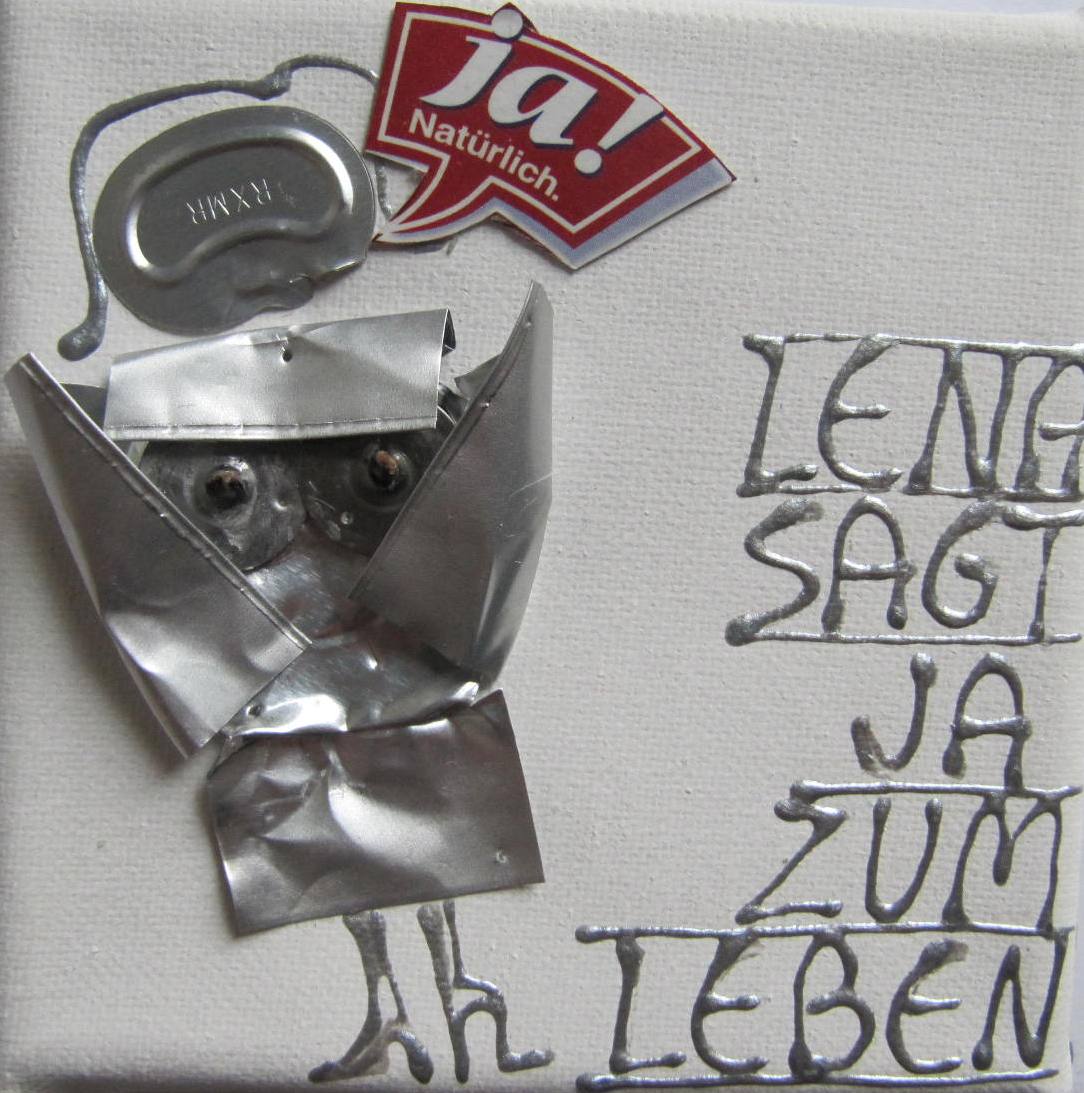 ja!
Natürlich.
RXMR
LENA
SAGT
JA
ZUM
LEBEN